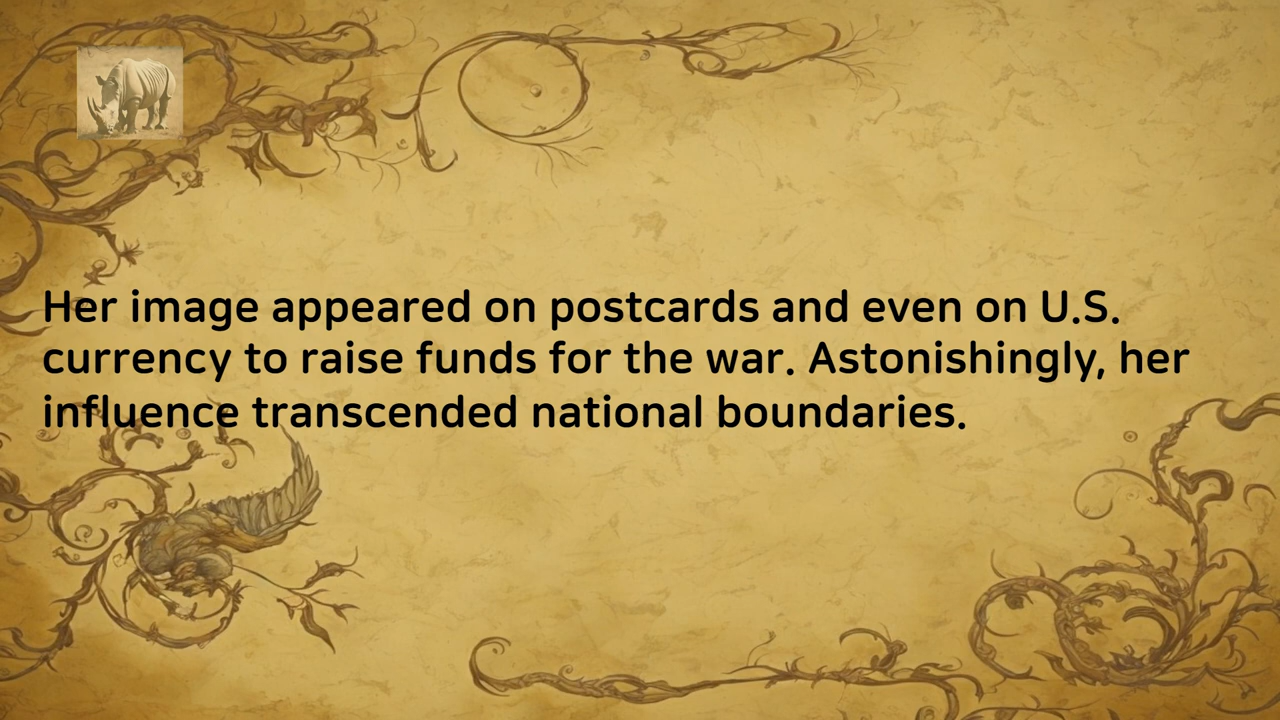 Her image appeared on postcards and even on U.S.
currency to raise funds for the war. Astonishingly, her
influence transcended national boundaries.